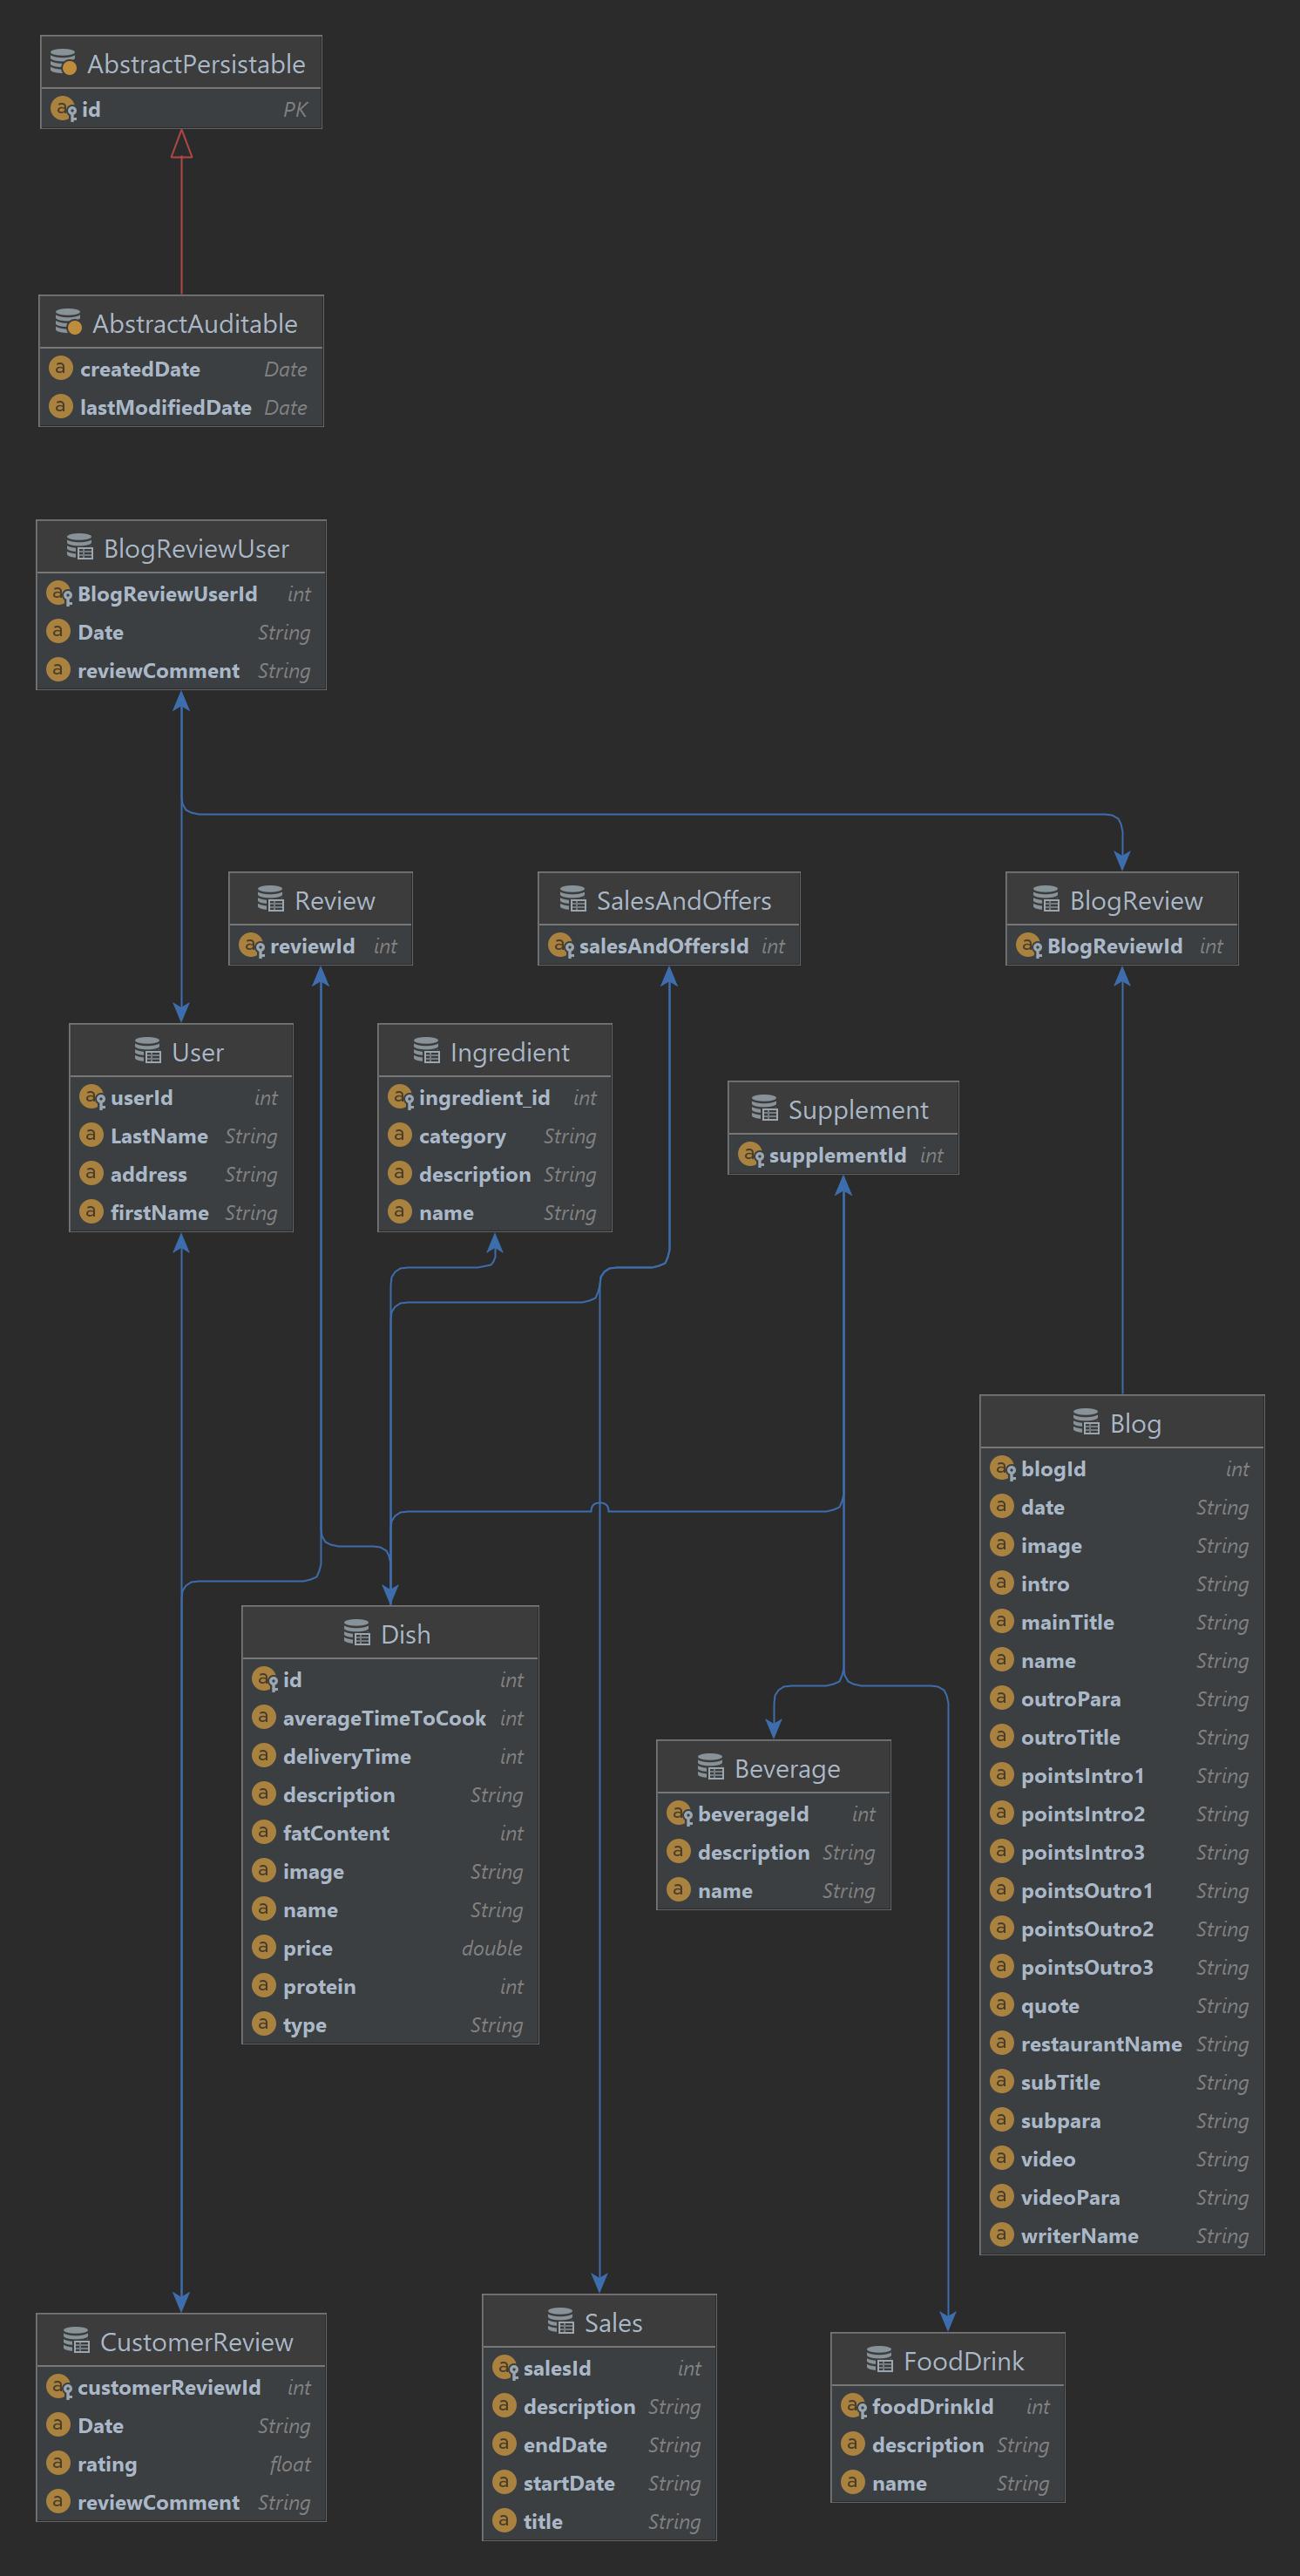 AbstractPersistable
id PK
AbstractAuditable
createdDate Date
lastModifiedDate Date
BlogReviewUser
BlogReviewUserId int
Date String
reviewComment String
Review
reviewId int
SalesAndOffers
salesAndOffersId int
BlogReview
BlogReviewId int
User
userId int
LastName String
address String
firstName String
Ingredient
ingredient_id int
category String
description String
name String
Supplement
supplementId int
Blog
blogId int
date String
image String
intro String
mainTitle String
name String
outroPara String
outroTitle String
pointsIntro1 String
pointsIntro2 String
pointsIntro3 String
pointsOutro1 String
pointsOutro2 String
pointsOutro3 String
quote String
restaurantName String
subTitle String
subpara String
video String
videoPara String
writerName String
Dish
id int
averageTimeToCook int
deliveryTime int
description String
fatContent int
image String
name String
price double
protein int
type String
Beverage
beverageId int
description String
name String
CustomerReview
customerReviewId int
Date String
rating float
reviewComment String
Sales
salesId int
description String
endDate String
startDate String
title String
FoodDrink
foodDrinkId int
description String
name String